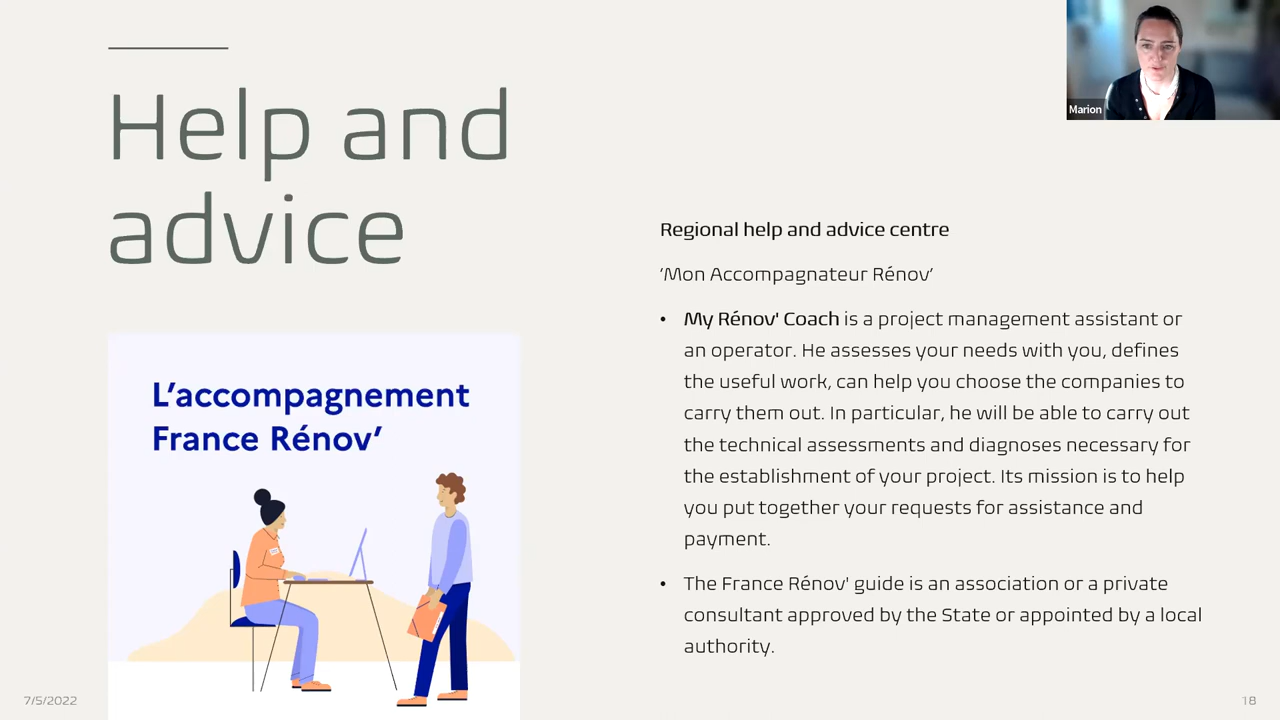 Help and
advice
Marion
Regional help and advice centre
‘Mon Accompagnateur Rénov’
• My Rénov' Coach is a project management assistant or
an operator. He assesses your needs with you, defines
the useful work, can help you choose the companies to
carry them out. In particular, he will be able to carry out
the technical assessments and diagnoses necessary for
the establishment of your project. Its mission is to help
you put together your requests for assistance and
payment.
• The France Rénov' guide is an association or a private
consultant approved by the State or appointed by a local
authority.
L’accompagnement
France Rénov’
7/5/2022
18